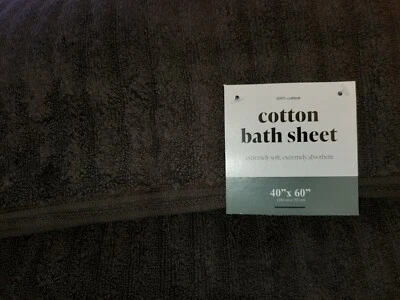 100% cotton
cotton
bath sheet
extremely soft, extremely absorbent
40" x 60"